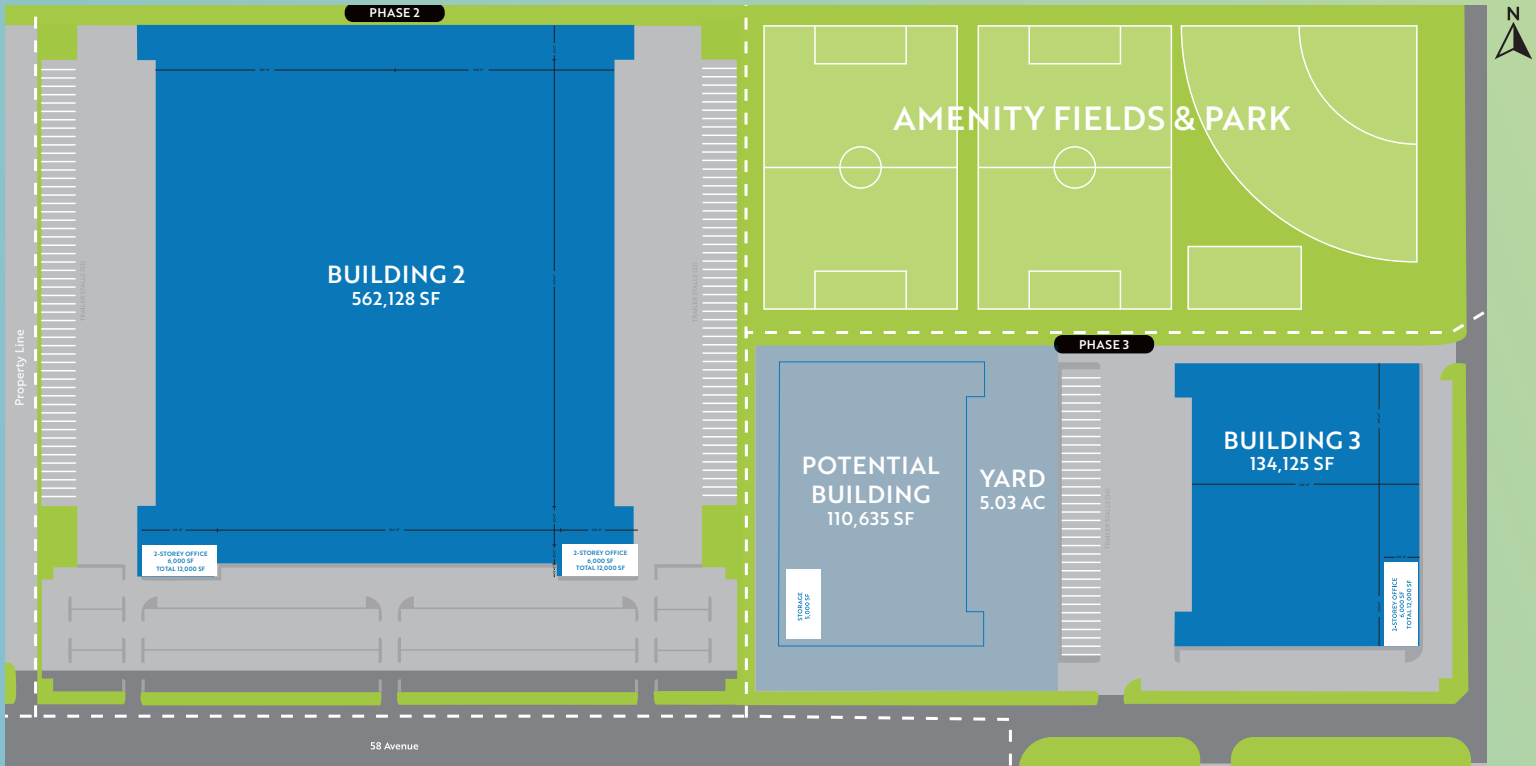 PHASE 2
N
AMENITY FIELDS & PARK
BUILDING 2
562,128 SF
Property Line
PHASE 3
POTENTIAL
BUILDING
110,635 SF
YARD
5.03 AC
BUILDING 3
134,125 SF
2-STOREY OFFICE
6,000 SF
TOTAL 12,000 SF
2-STOREY OFFICE
6,000 SF
TOTAL 12,000 SF
STORAGE
5,000 SF
2-STOREY OFFICE
6,000 SF
TOTAL 12,000 SF
58 Avenue